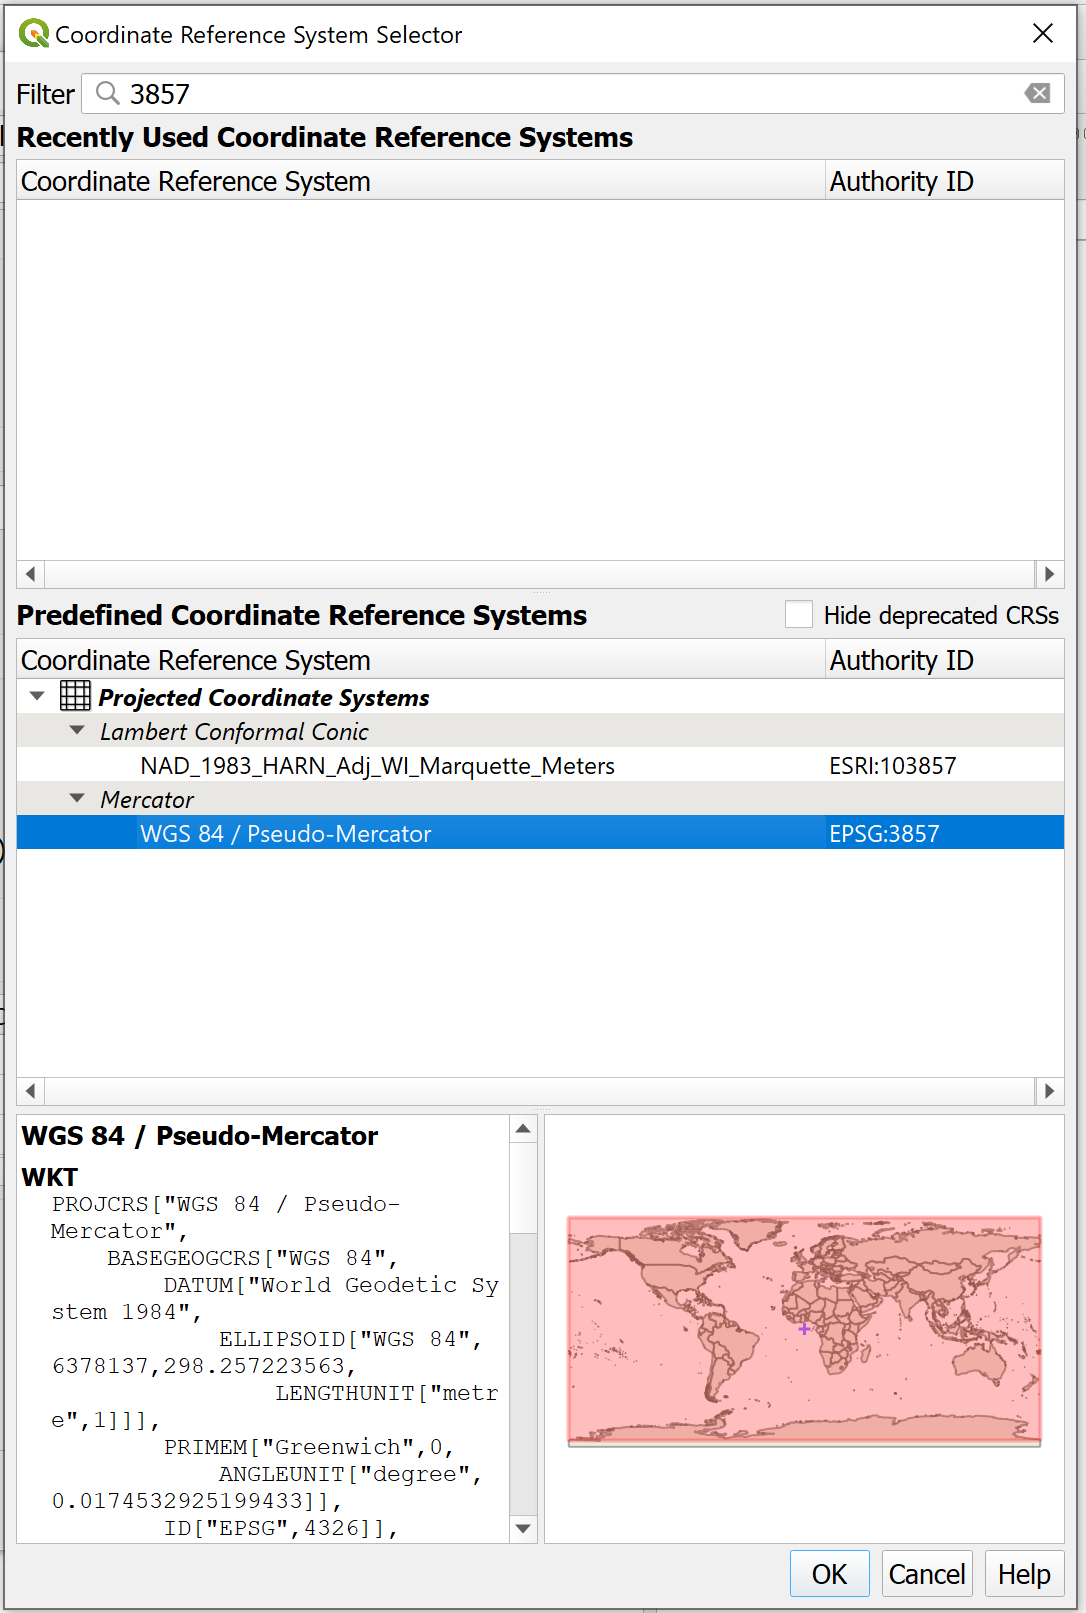 Coordinate Reference System Selector
Filter 3857
Recently Used Coordinate Reference Systems
Coordinate Reference System Authority ID
Predefined Coordinate Reference Systems Hide deprecated CRSs
Coordinate Reference System Authority ID
Projected Coordinate Systems
Lambert Conformal Conic
NAD_1983_HARN_Adj_WI_Marquette_Meters ESRI:103857
Mercator
WGS 84 / Pseudo-Mercator EPSG:3857
WGS 84 / Pseudo-Mercator
WKT
PROJCRS["WGS 84 / Pseudo-
Mercator",
BASEGEOGCRS["WGS 84",
DATUM["World Geodetic Sy
stem 1984",
ELLIPSOID["WGS 84",
6378137,298.257223563,
LENGTHUNIT["metr
e",1]]],
PRIMEM["Greenwich",0,
ANGLEUNIT["degree",
0.0174532925199433]],
ID["EPSG",4326]],
OK Cancel Help